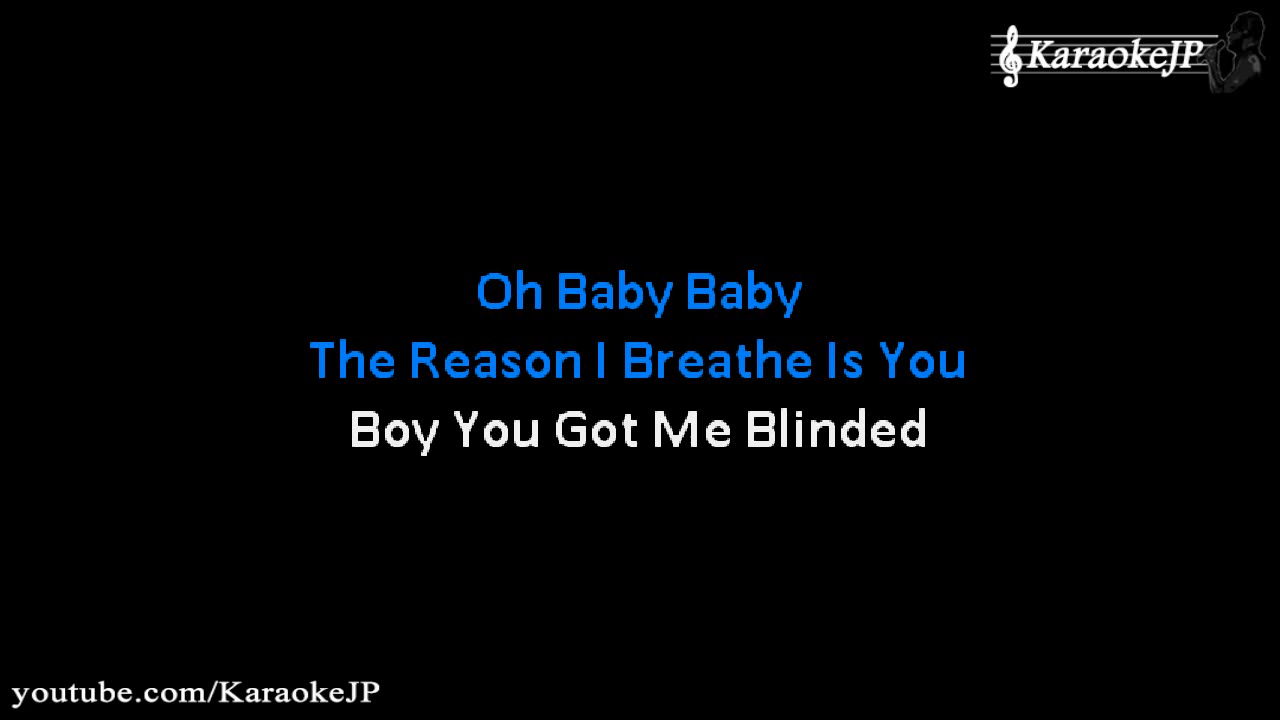 KaraokeJP
Oh Baby Baby
The Reason I Breathe Is You
Boy You Got Me Blinded
youtube.com/KaraokeJP